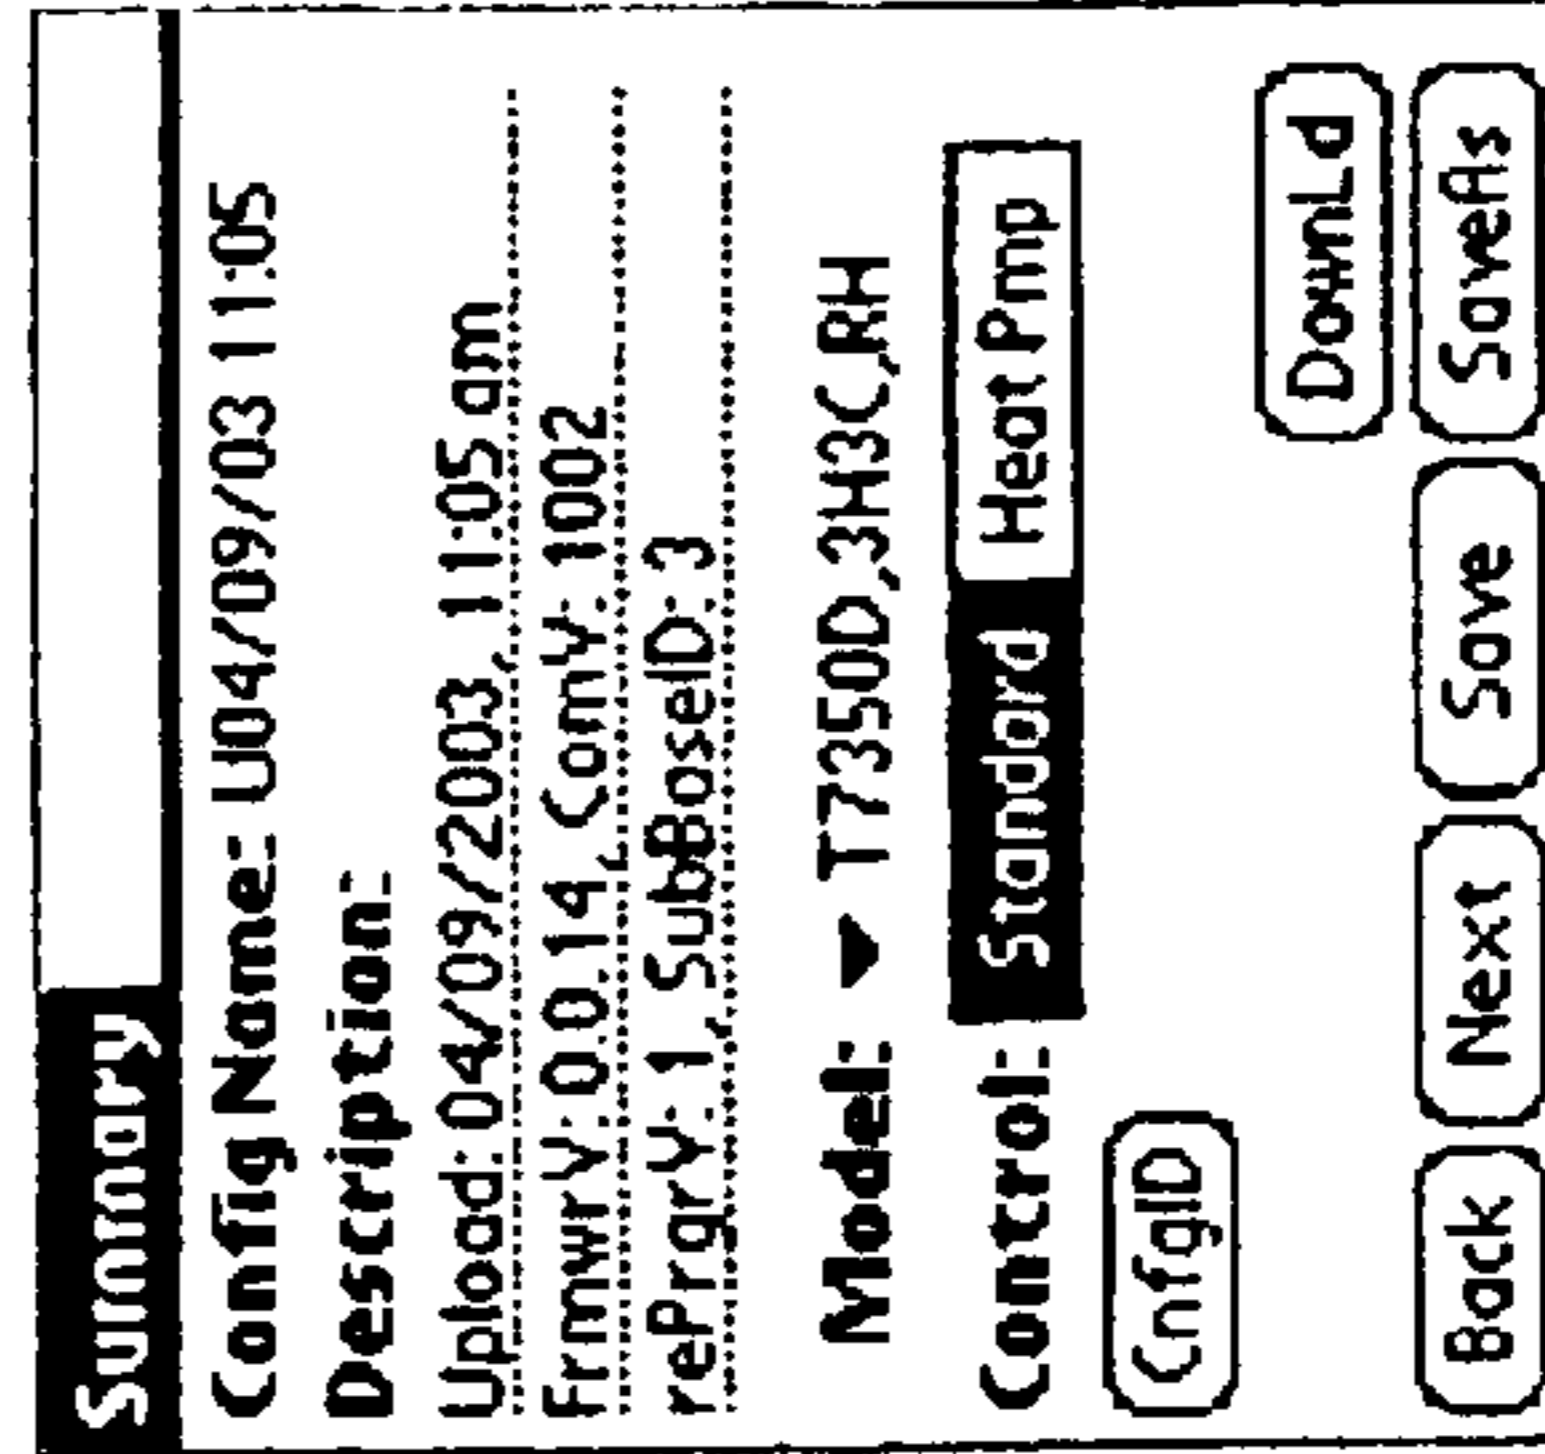 Summary
Config Name: U04/09/03 11:05
Description:
Upload: 04/09/2003, 11:05 am
FrmwrV: 0.0.14, ComV: 1002
rePrgrV: 1, SubBaseID: 3
Model: T7350D,3H3C,RH
Control: Standard Heat Pmp
CnfgID
DownLd
Back Next Save SaveAs